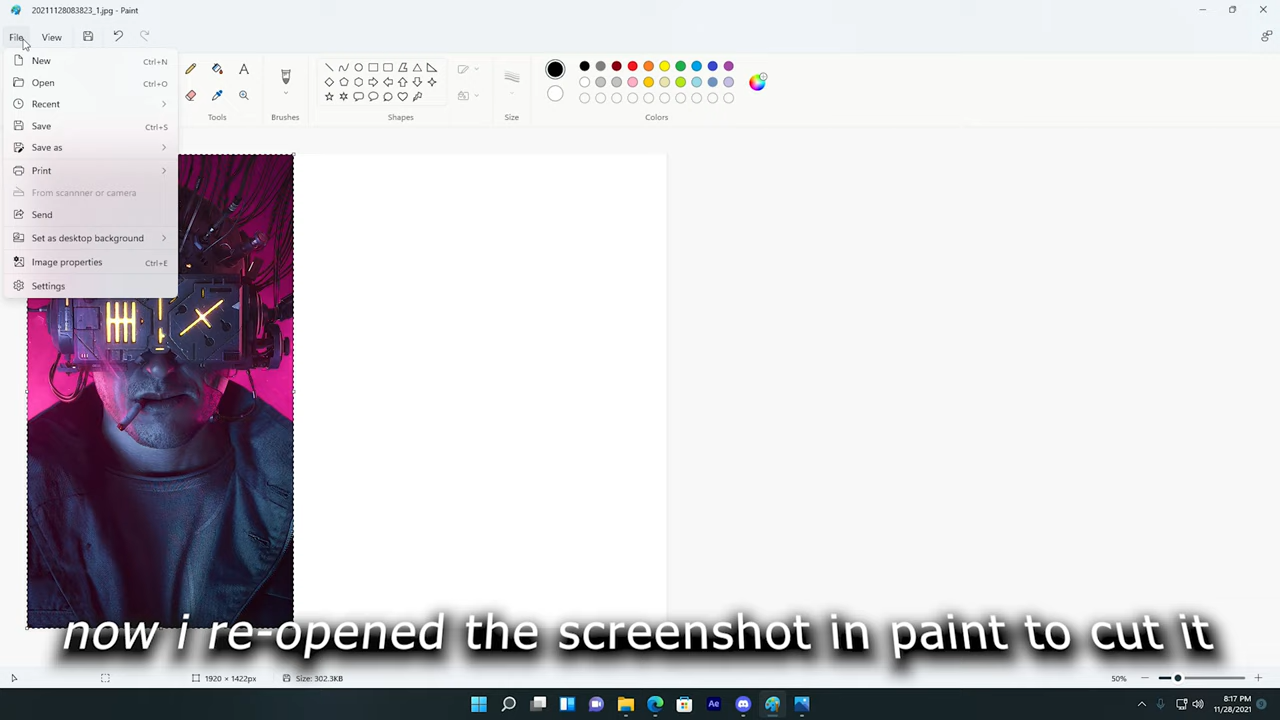 20211128083823_1.jpg - Paint
File
View
New Ctrl+N
Open Ctrl+O
Recent
Save Ctrl+S
Save as
Print
From scannner or camera
Send
Set as desktop background
Image properties Ctrl+E
Settings
Tools
Brushes
Shapes
Size
Colors
now i re-opened the screenshot in paint to cut it
1920 × 1422px
Size: 302.3KB
50%
Ae
8:17 PM
11/28/2021